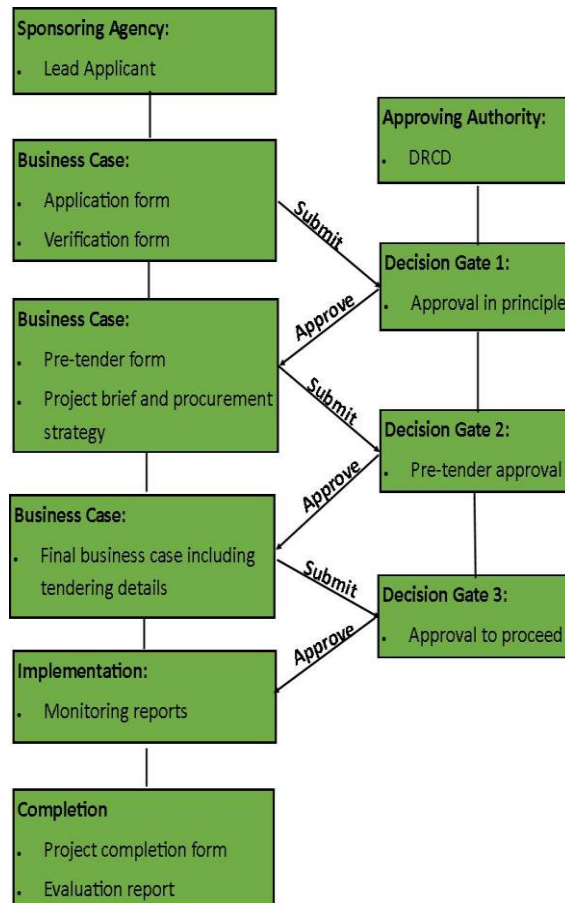 Sponsoring Agency:
• Lead Applicant
Approving Authority:
• DRCD
Business Case:
• Application form
• Verification form
Submit
Decision Gate 1:
• Approval in principle
Approve
Business Case:
• Pre-tender form
• Project brief and procurement
strategy
Submit
Decision Gate 2:
• Pre-tender approval
Approve
Business Case:
• Final business case including
tendering details
Submit
Decision Gate 3:
• Approval to proceed
Approve
Implementation:
• Monitoring reports
Completion
• Project completion form
• Evaluation report